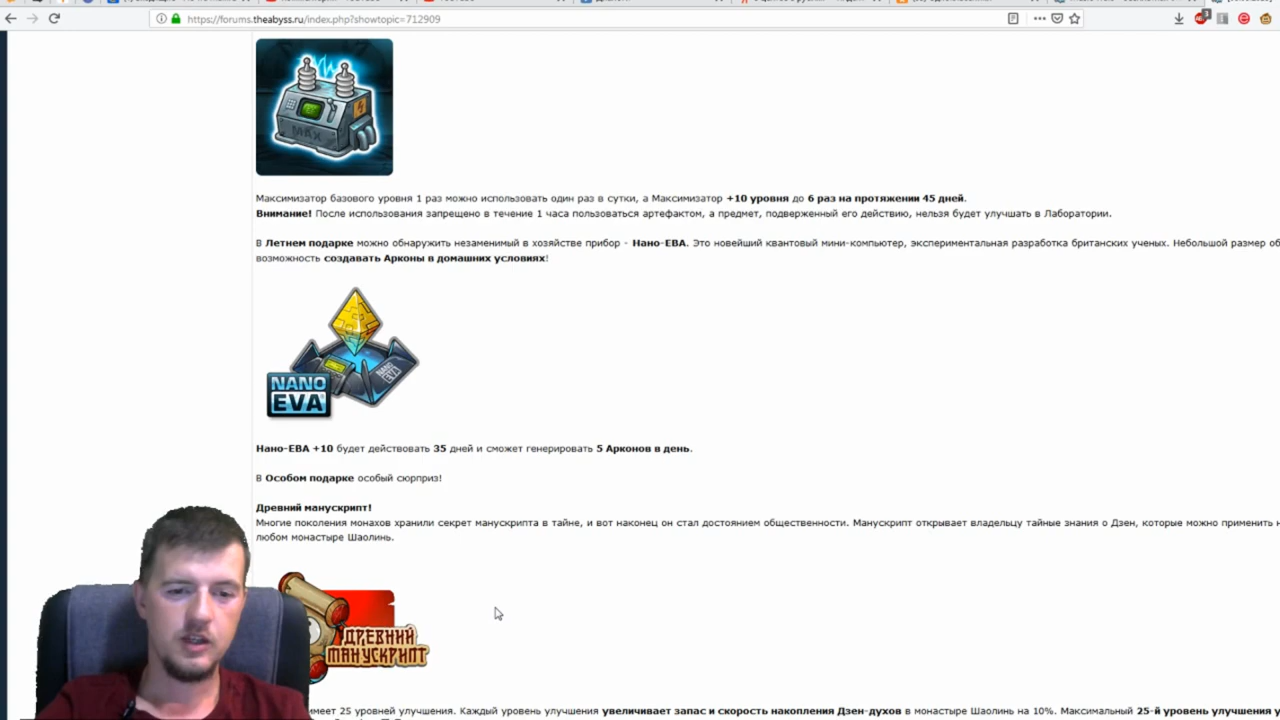 https://forums.theabyss.ru/index.php?showtopic=712909
MAX
Максимизатор базового уровня 1 раз можно использовать один раз в сутки, а Максимизатор +10 уровня до 6 раз на протяжении 45 дней.
Внимание! После использования запрещено в течение 1 часа пользоваться артефактом, а предмет, подверженный его действию, нельзя будет улучшать в Лаборатории.
В Летнем подарке можно обнаружить незаменимый в хозяйстве прибор - Нано-ЕВА. Это новейший квантовый мини-компьютер, экспериментальная разработка британских ученых. Небольшой размер об
возможность создавать Арконы в домашних условиях!
NANO
EVA
Нано-ЕВА +10 будет действовать 35 дней и сможет генерировать 5 Арконов в день.
В Особом подарке особый сюрприз!
Древний манускрипт!
Многие поколения монахов хранили секрет манускрипта в тайне, и вот наконец он стал достоянием общественности. Манускрипт открывает владельцу тайные знания о Дзен, которые можно применить н
любом монастыре Шаолинь.
ДРЕВНИЙ
МАНУСКРИПТ
имеет 25 уровней улучшения. Каждый уровень улучшения увеличивает запас и скорость накопления Дзен-духов в монастыре Шаолинь на 10%. Максимальный 25-й уровень улучшения у